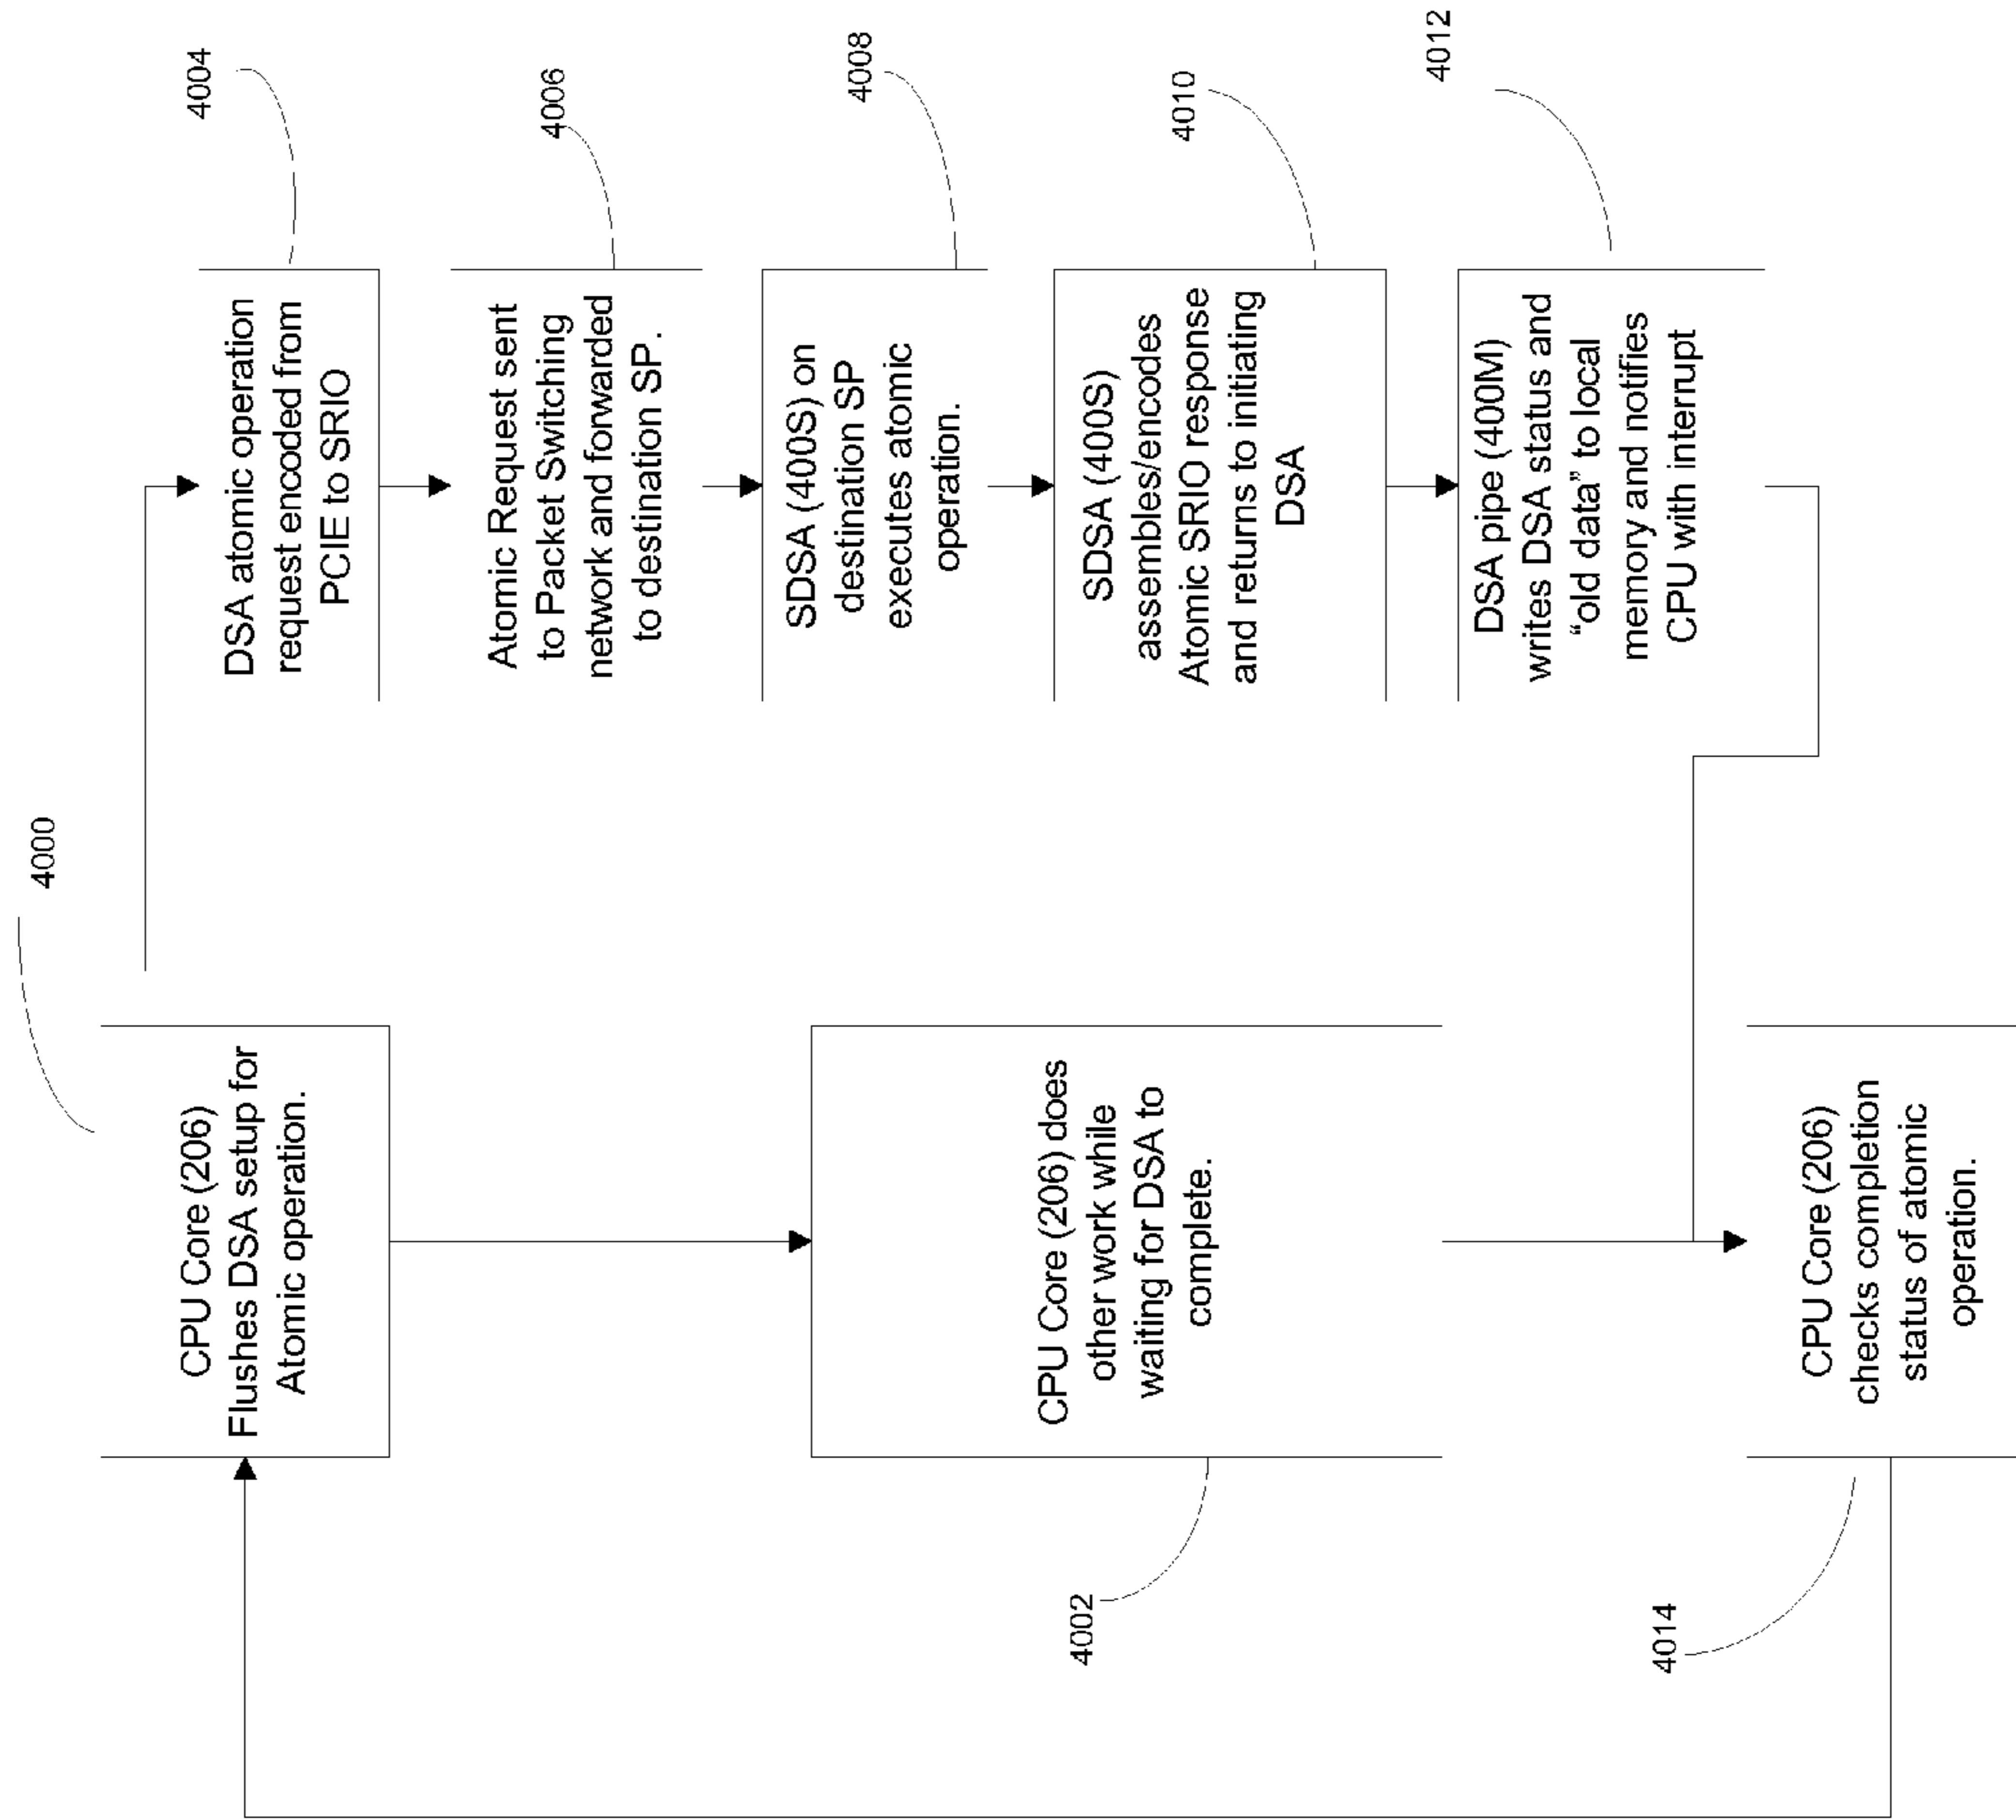 4000
CPU Core (206)
Flushes DSA setup for
Atomic operation.
4002
CPU Core (206) does
other work while
waiting for DSA to
complete.
4004
DSA atomic operation
request encoded from
PCIE to SRIO
4006
Atomic Request sent
to Packet Switching
network and forwarded
to destination SP.
4008
SDSA (400S) on
destination SP
executes atomic
operation.
4010
SDSA (400S)
assembles/encodes
Atomic SRIO response
and returns to initiating
DSA
4012
DSA pipe (400M)
writes DSA status and
“old data” to local
memory and notifies
CPU with interrupt
4014
CPU Core (206)
checks completion
status of atomic
operation.